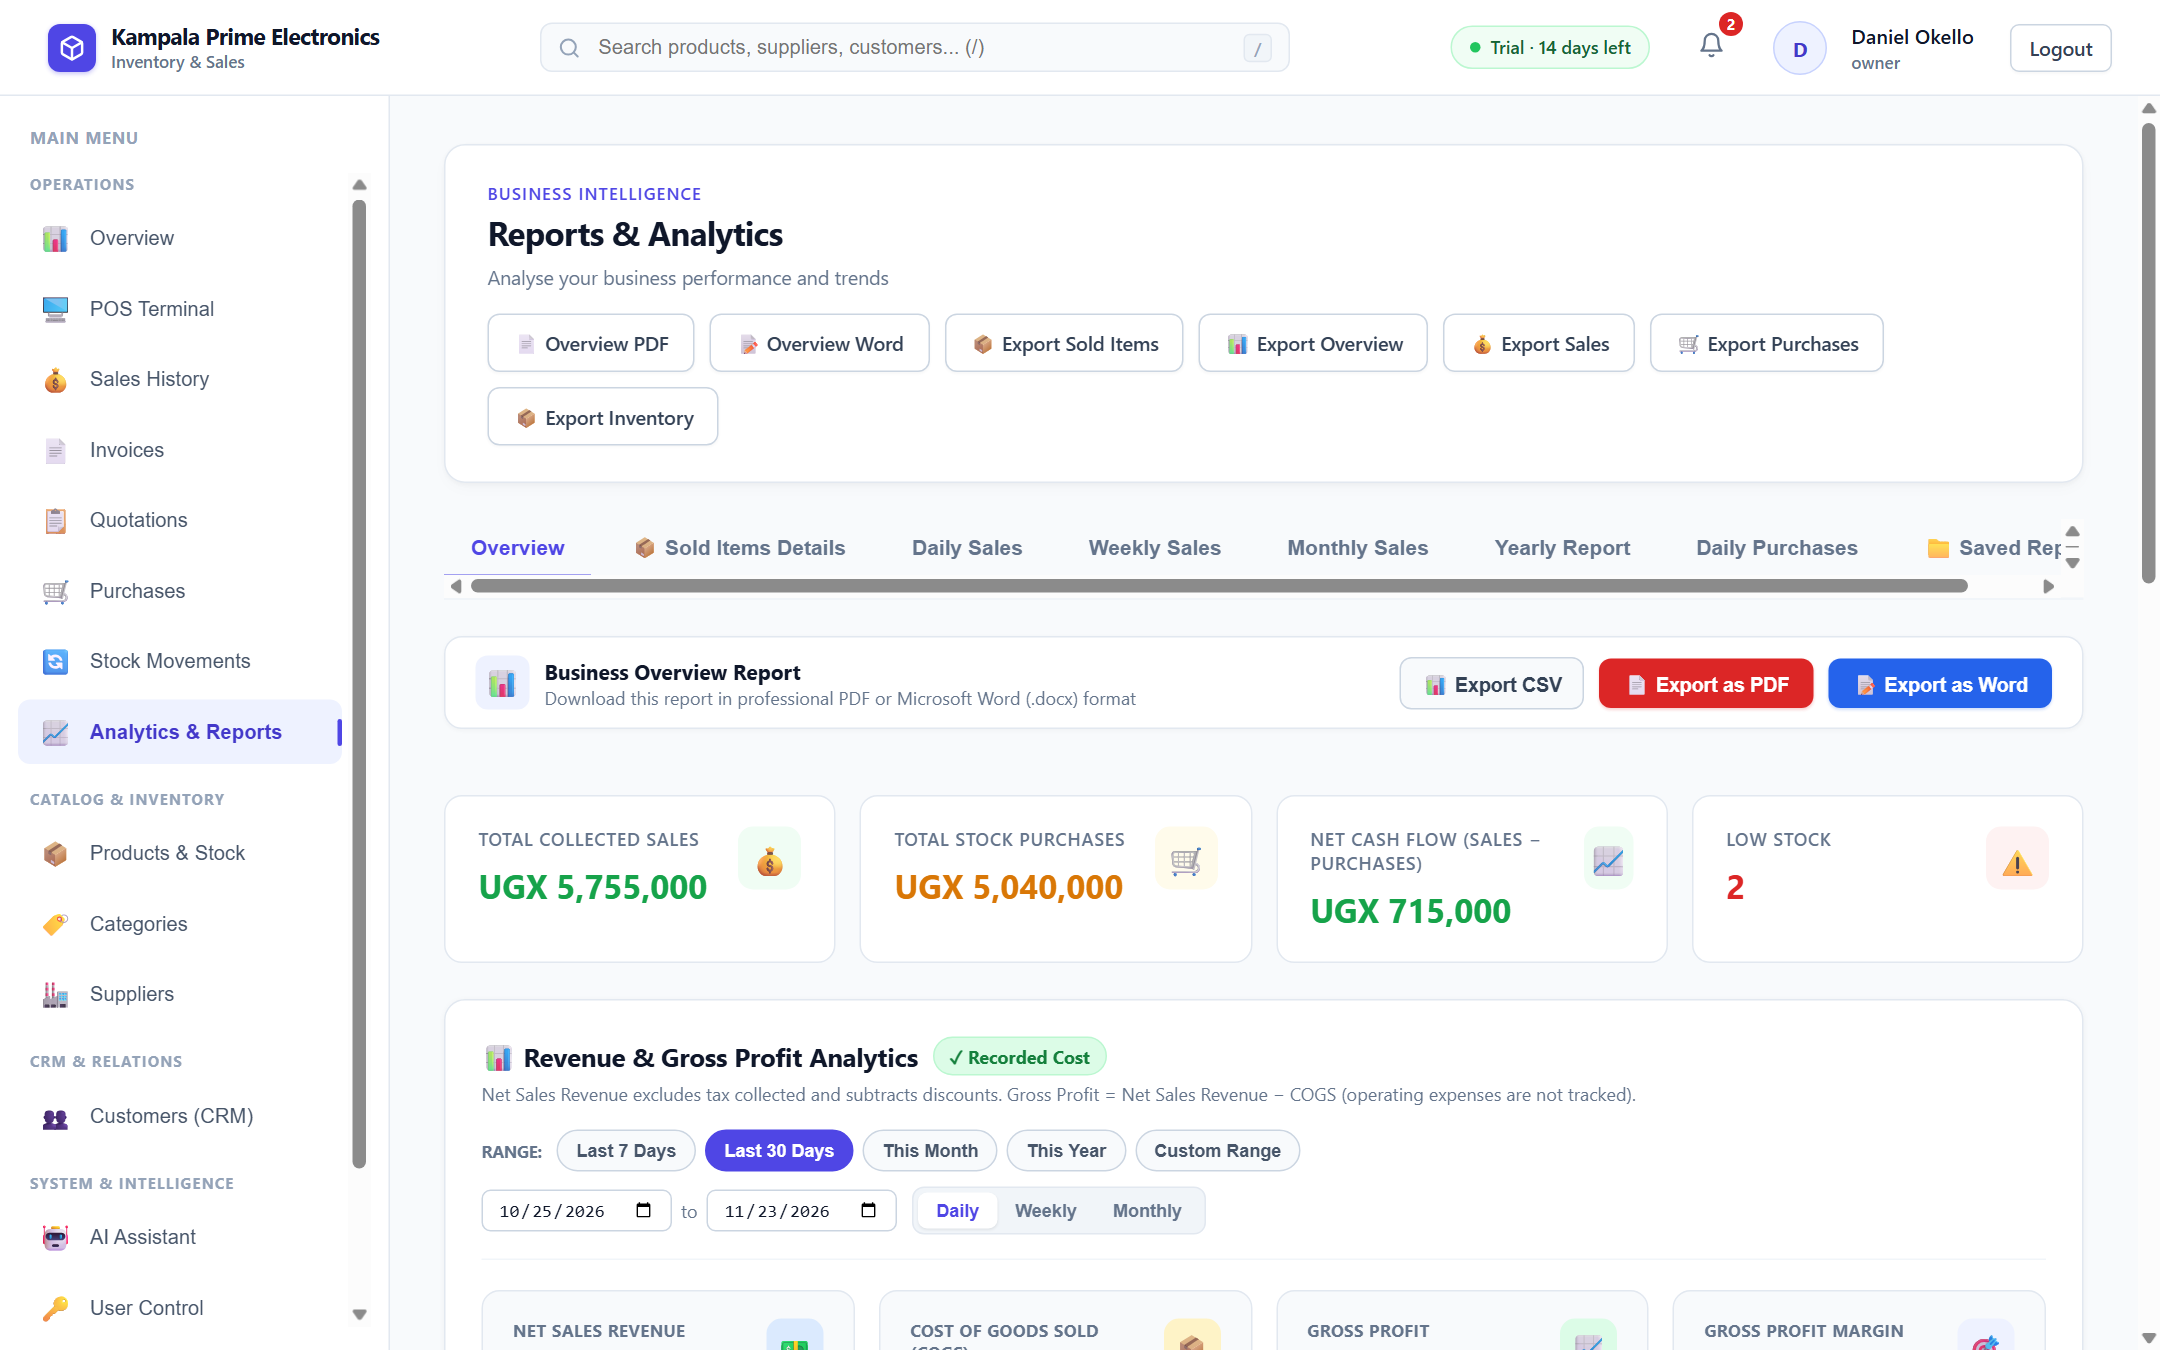 Kampala Prime Electronics
Inventory & Sales
Search products, suppliers, customers... (/)
/
Trial · 14 days left
2
D
Daniel Okello
owner
Logout
MAIN MENU
OPERATIONS
Overview
POS Terminal
Sales History
Invoices
Quotations
Purchases
Stock Movements
Analytics & Reports
CATALOG & INVENTORY
Products & Stock
Categories
Suppliers
CRM & RELATIONS
Customers (CRM)
SYSTEM & INTELLIGENCE
AI Assistant
User Control
BUSINESS INTELLIGENCE
Reports & Analytics
Analyse your business performance and trends
Overview PDF
Overview Word
Export Sold Items
Export Overview
Export Sales
Export Purchases
Export Inventory
Overview
Sold Items Details
Daily Sales
Weekly Sales
Monthly Sales
Yearly Report
Daily Purchases
Saved Rep
Business Overview Report
Download this report in professional PDF or Microsoft Word (.docx) format
Export CSV
Export as PDF
Export as Word
TOTAL COLLECTED SALES
UGX 5,755,000
TOTAL STOCK PURCHASES
UGX 5,040,000
NET CASH FLOW (SALES −
PURCHASES)
UGX 715,000
LOW STOCK
2
Revenue & Gross Profit Analytics
✓ Recorded Cost
Net Sales Revenue excludes tax collected and subtracts discounts. Gross Profit = Net Sales Revenue − COGS (operating expenses are not tracked).
RANGE:
Last 7 Days
Last 30 Days
This Month
This Year
Custom Range
10/25/2026
to
11/23/2026
Daily
Weekly
Monthly
NET SALES REVENUE
COST OF GOODS SOLD
(COGS)
GROSS PROFIT
GROSS PROFIT MARGIN